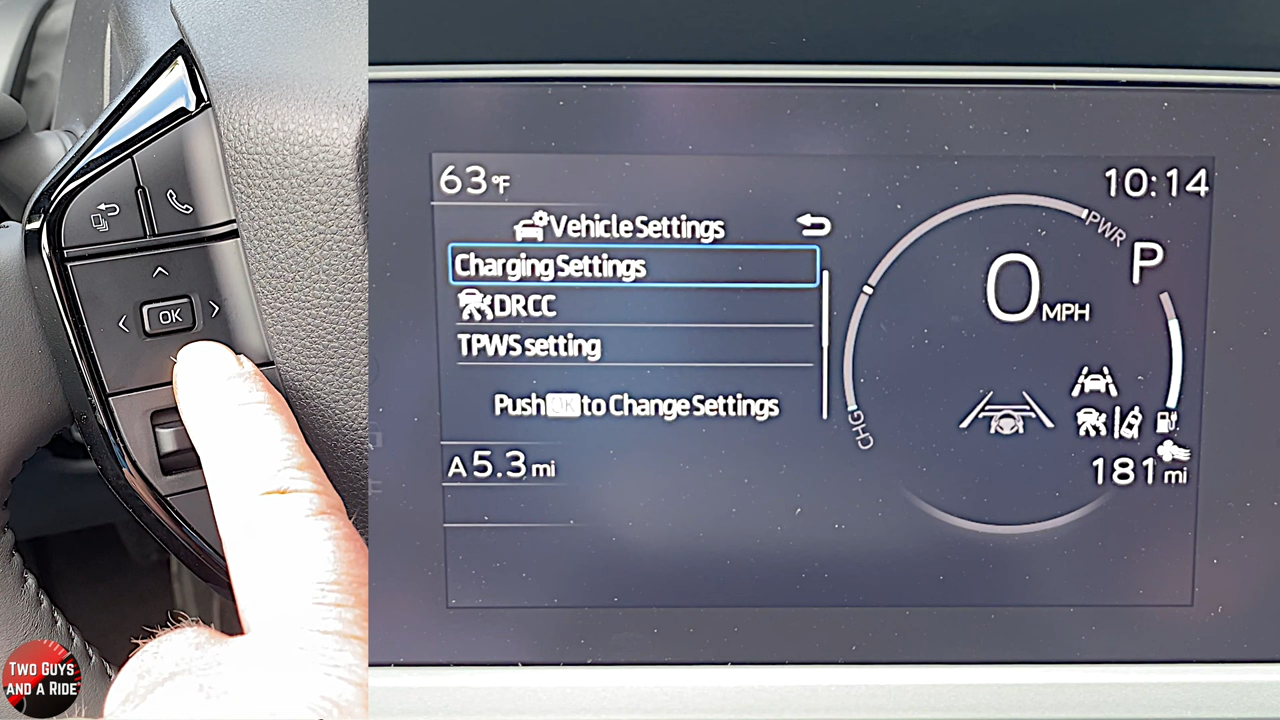 OK
TWO GUYS
AND A RIDE
63°F
10:14
Vehicle Settings
Charging Settings
DRCC
TPWS setting
Push OK to Change Settings
A 5.3 mi
PWR
P
0 MPH
CHG
181 mi